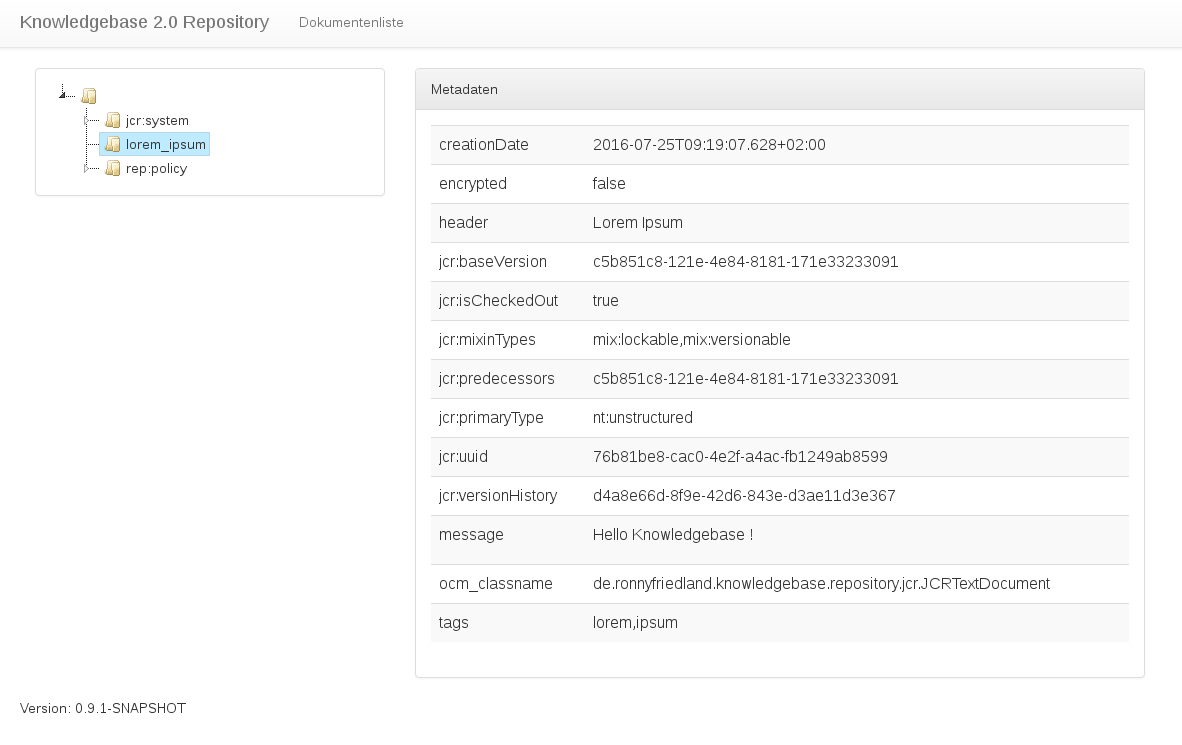 Knowledgebase 2.0 Repository Dokumentenliste
jcr:system
lorem_ipsum
rep:policy
Metadaten
creationDate 2016-07-25T09:19:07.628+02:00
encrypted false
header Lorem Ipsum
jcr:baseVersion c5b851c8-121e-4e84-8181-171e33233091
jcr:isCheckedOut true
jcr:mixinTypes mix:lockable,mix:versionable
jcr:predecessors c5b851c8-121e-4e84-8181-171e33233091
jcr:primaryType nt:unstructured
jcr:uuid 76b81be8-cac0-4e2f-a4ac-fb1249ab8599
jcr:versionHistory d4a8e66d-8f9e-42d6-843e-d3ae11d3e367
message Hello Knowledgebase !
ocm_classname de.ronnyfriedland.knowledgebase.repository.jcr.JCRTextDocument
tags lorem,ipsum
Version: 0.9.1-SNAPSHOT